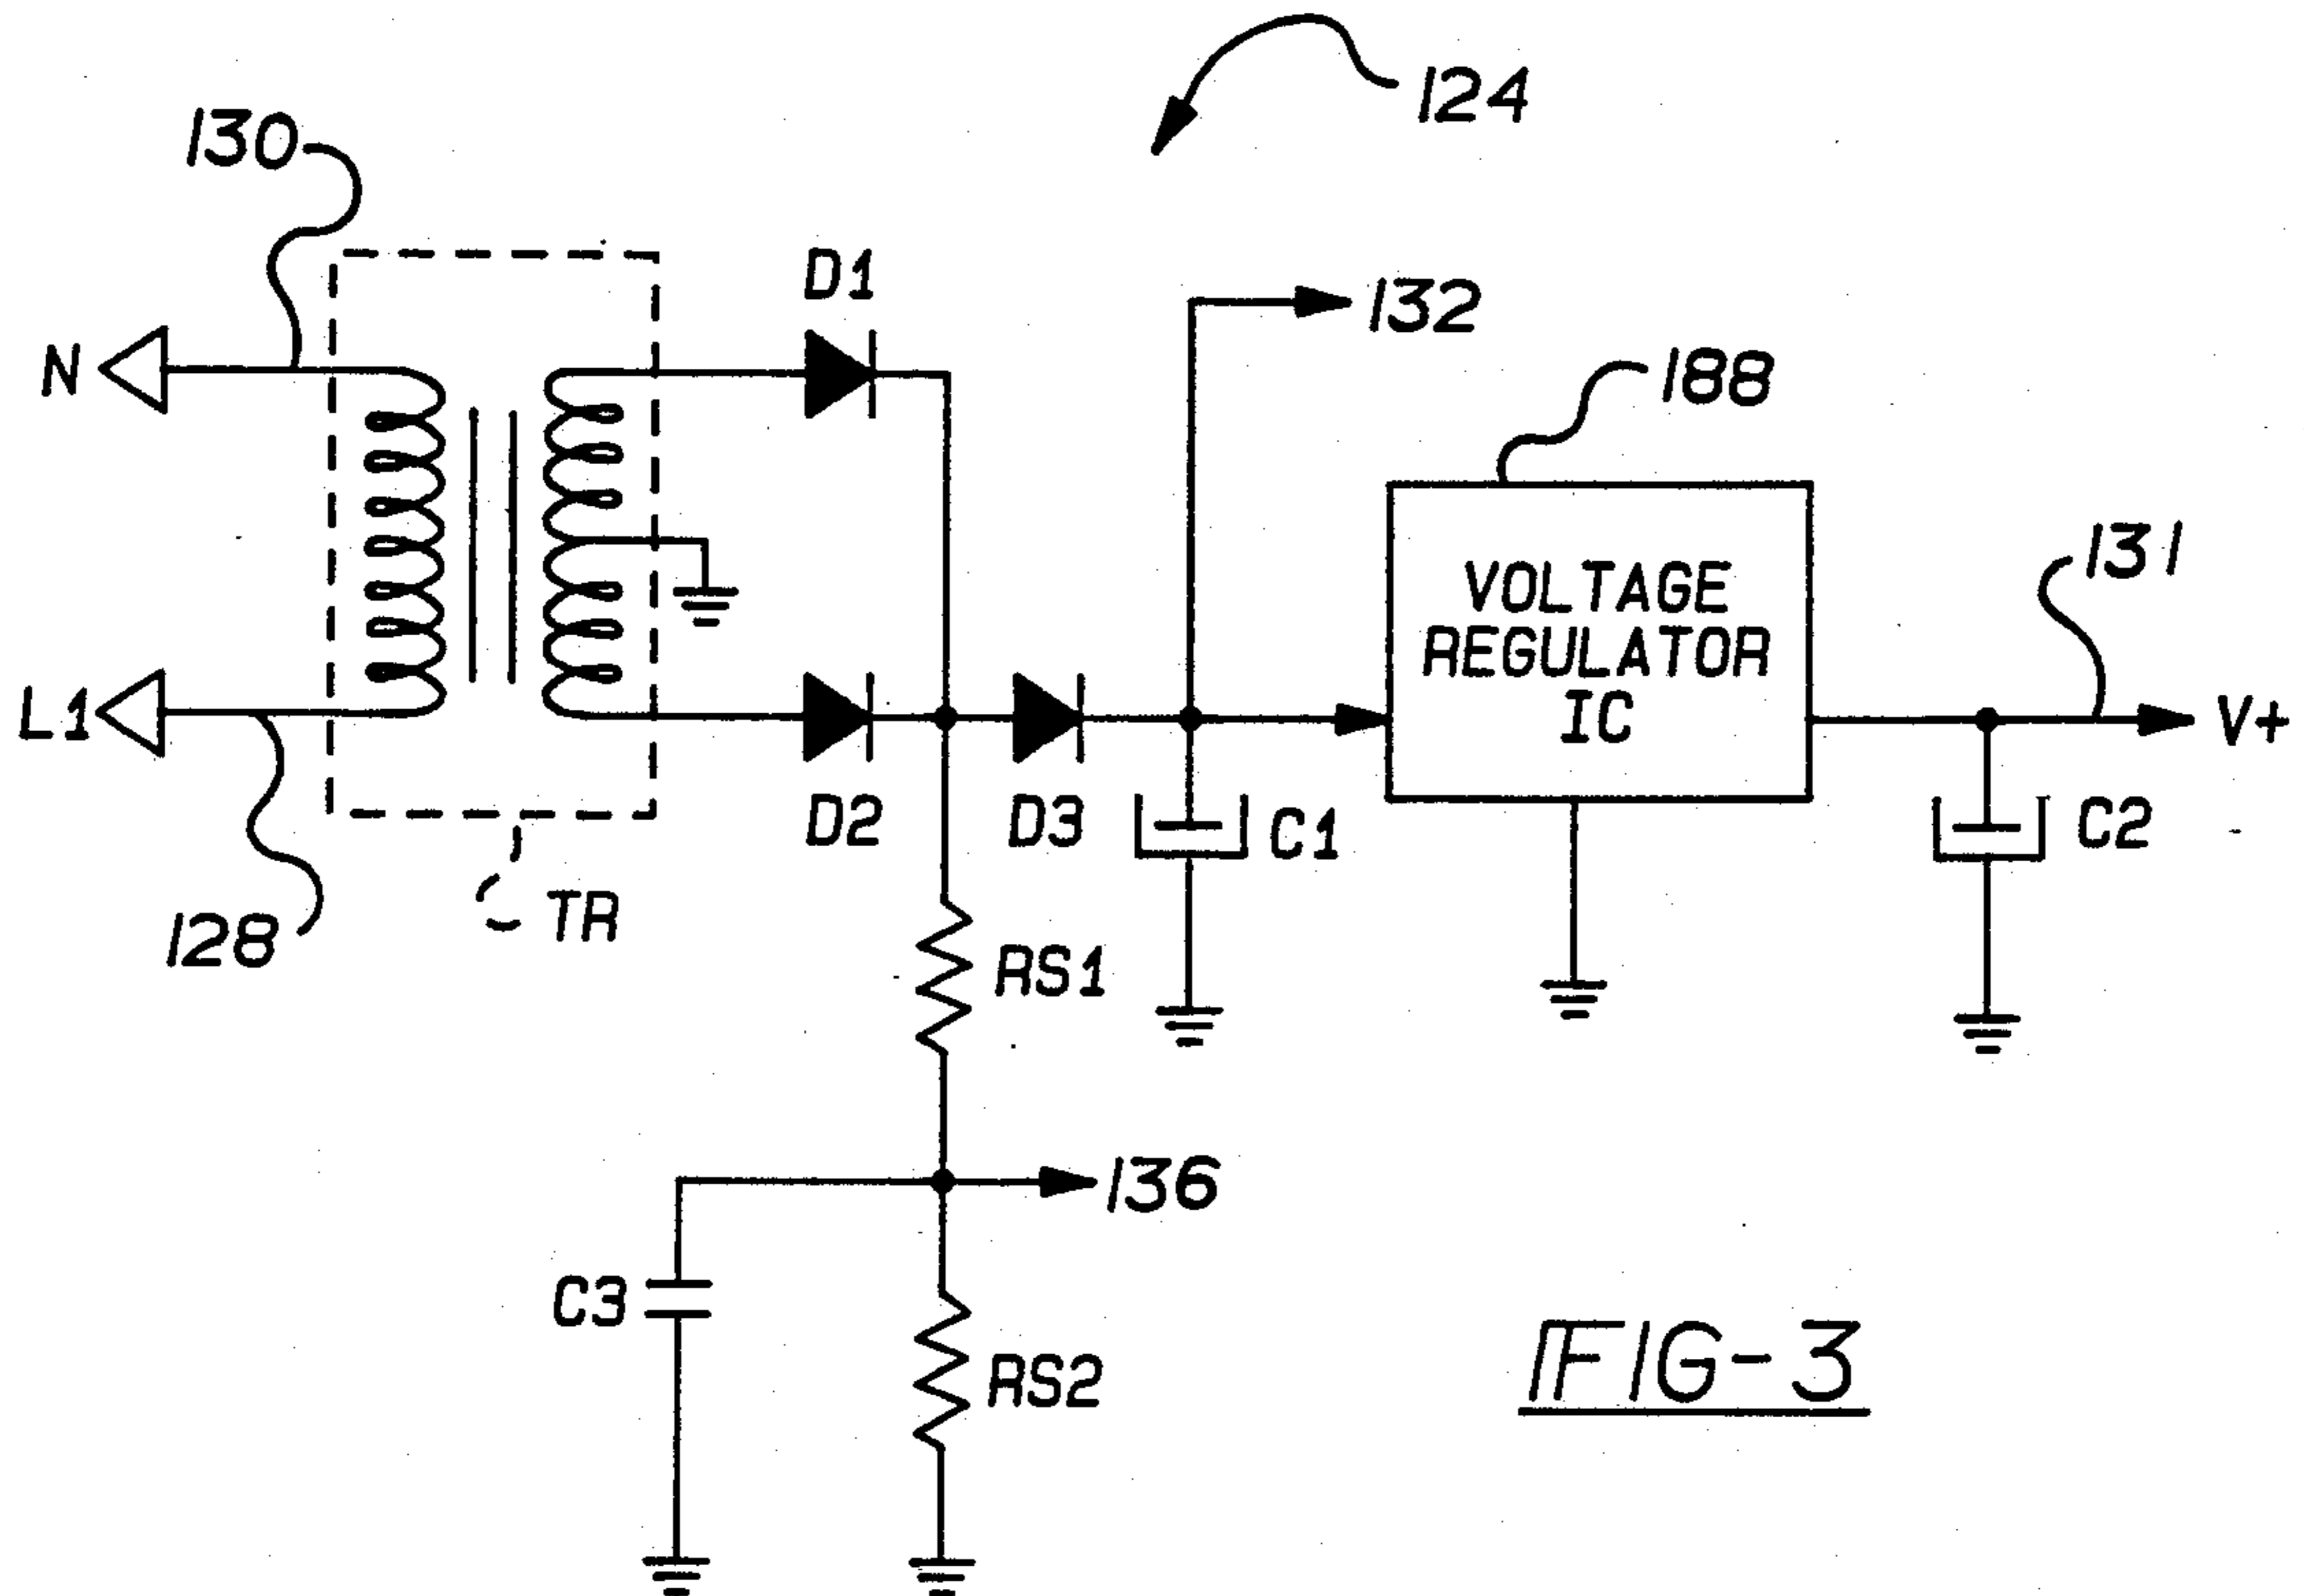 124
130
D1
132
N
188
131
VOLTAGE
REGULATOR
IC
L1
V+
D2
D3
C1
C2
128
TR
RS1
136
C3
RS2
FIG-3